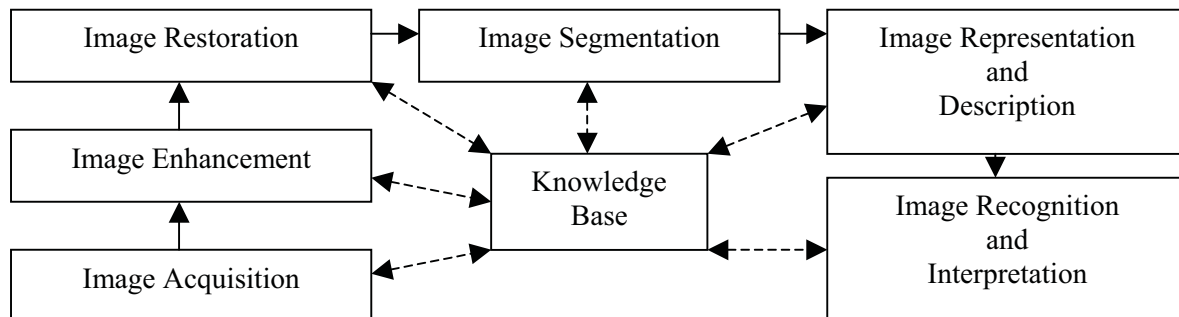 Image Restoration
Image Segmentation
Image Representation
and
Description
Image Enhancement
Knowledge
Base
Image Recognition
and
Interpretation
Image Acquisition